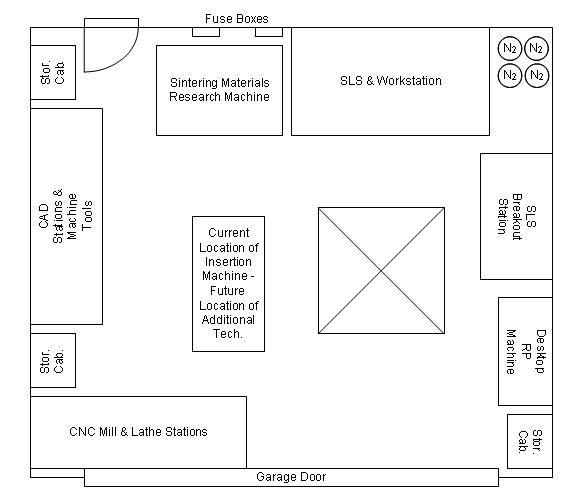 Fuse Boxes
Stor.
Cab.
Sintering Materials
Research Machine
SLS & Workstation
N2
N2
N2
N2
CAD
Stations &
Machine
Tools
SLS
Breakout
Station
Current
Location of
Insertion
Machine -
Future
Location of
Additional
Tech.
Desktop
RP
Machine
Stor.
Cab.
CNC Mill & Lathe Stations
Stor.
Cab.
Garage Door